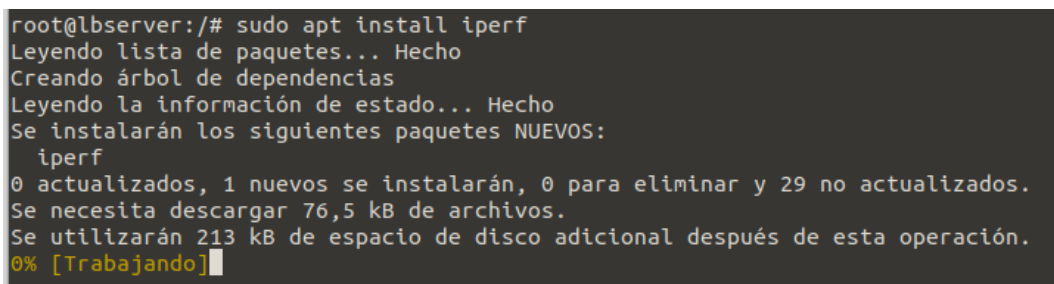 root@lbserver:/# sudo apt install iperf
Leyendo lista de paquetes... Hecho
Creando árbol de dependencias
Leyendo la información de estado... Hecho
Se instalarán los siguientes paquetes NUEVOS:
  iperf
0 actualizados, 1 nuevos se instalarán, 0 para eliminar y 29 no actualizados.
Se necesita descargar 76,5 kB de archivos.
Se utilizarán 213 kB de espacio de disco adicional después de esta operación.
0% [Trabajando]